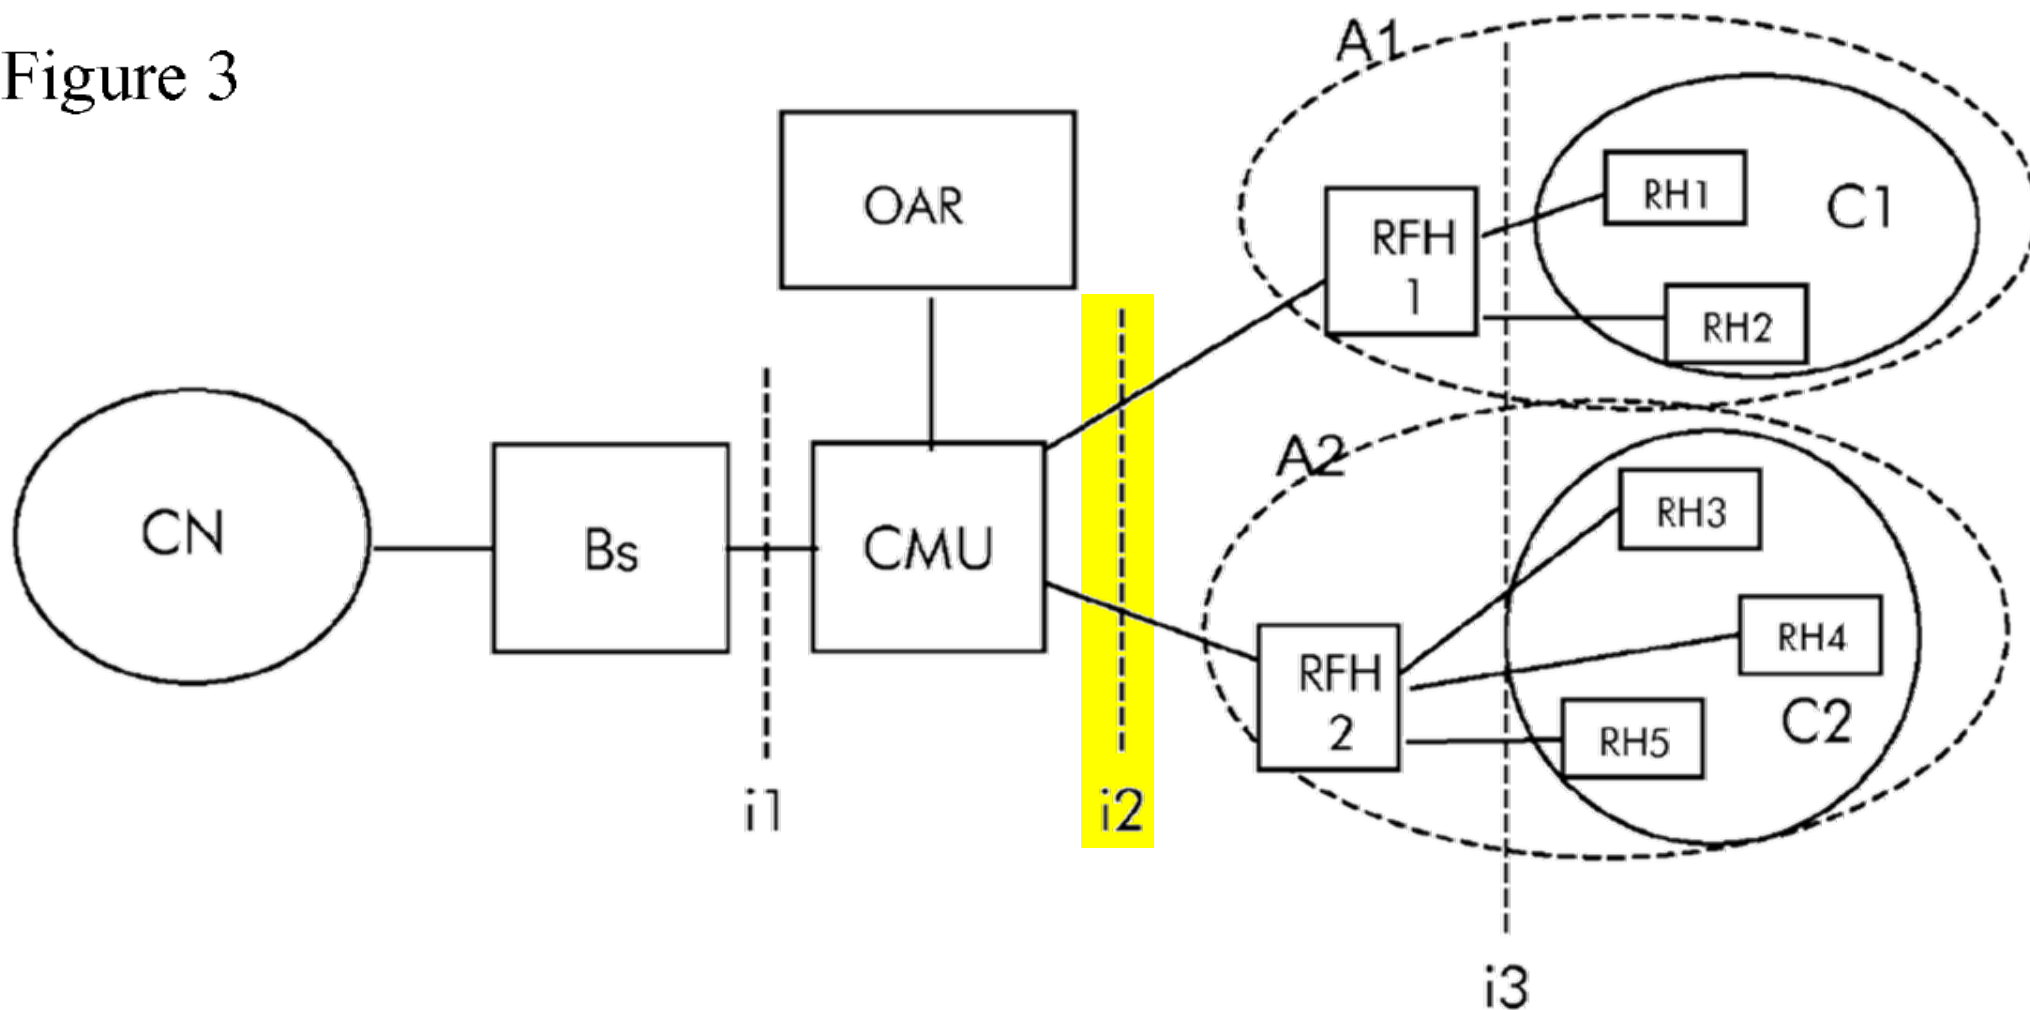 Figure 3
A1
OAR
RH1
C1
RFH
1
RH2
A2
CN
Bs
CMU
RH3
RFH
2
RH4
C2
RH5
i1
i2
i3